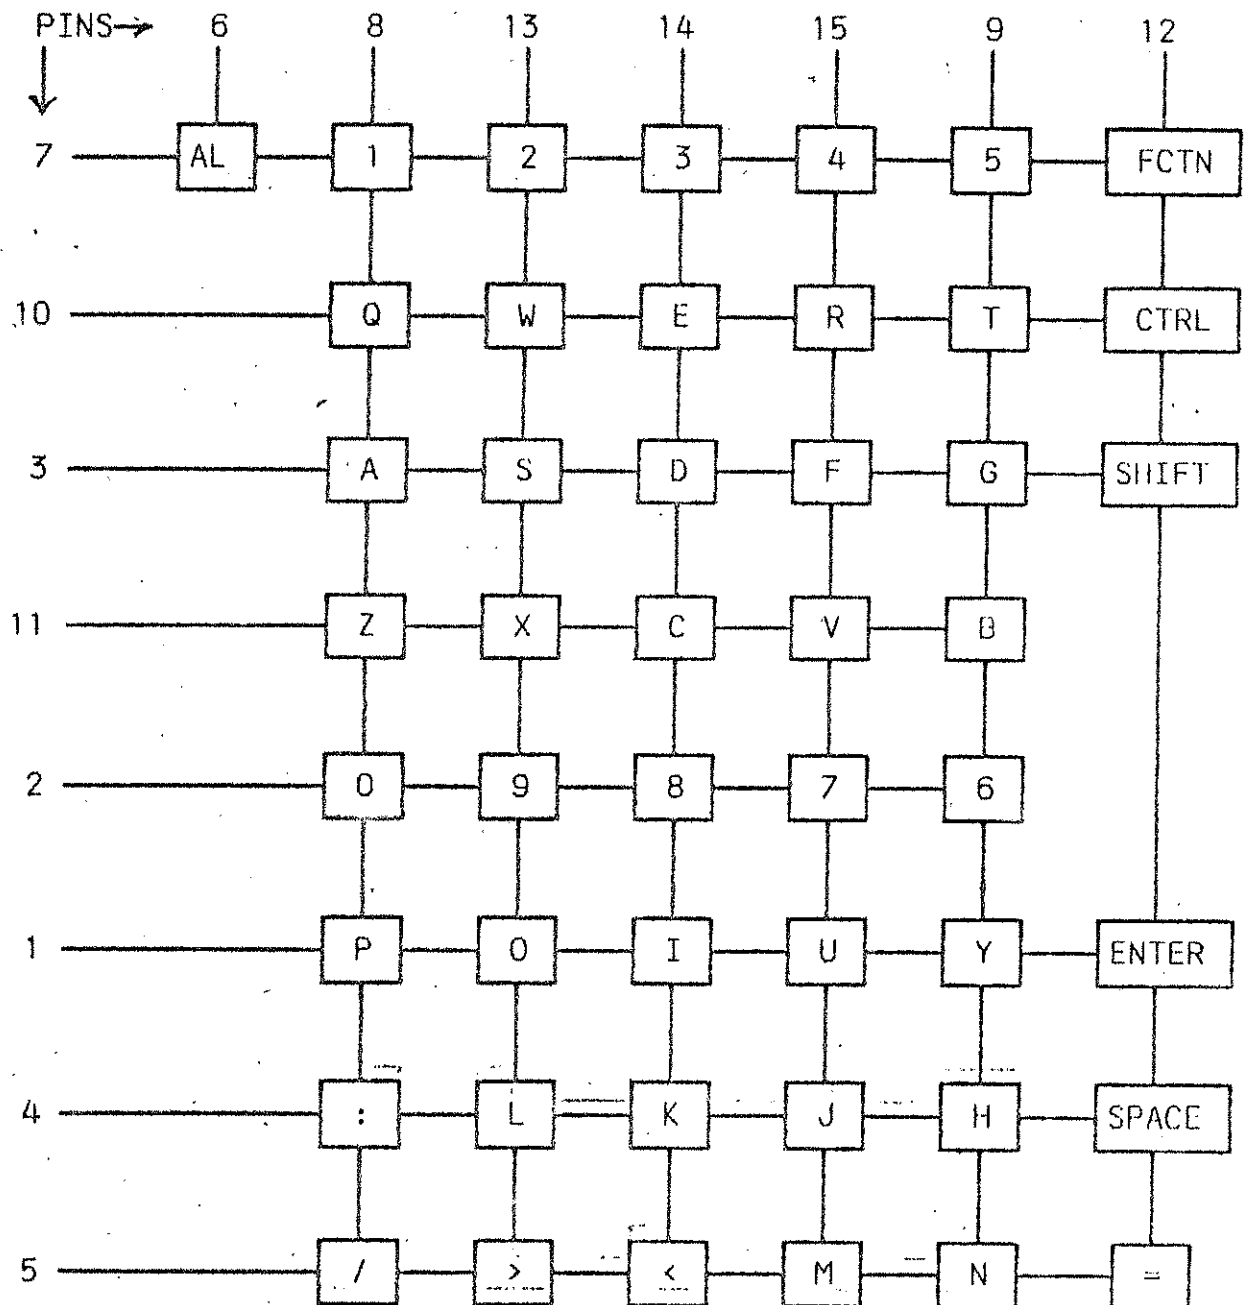 PINS→ 6 8 13 14 15 9 12
7 AL 1 2 3 4 5 FCTN
10 Q W E R T CTRL
3 A S D F G SHIFT
11 Z X C V B
2 0 9 8 7 6
1 P O I U Y ENTER
4 : L K J H SPACE
5 / > < M N =